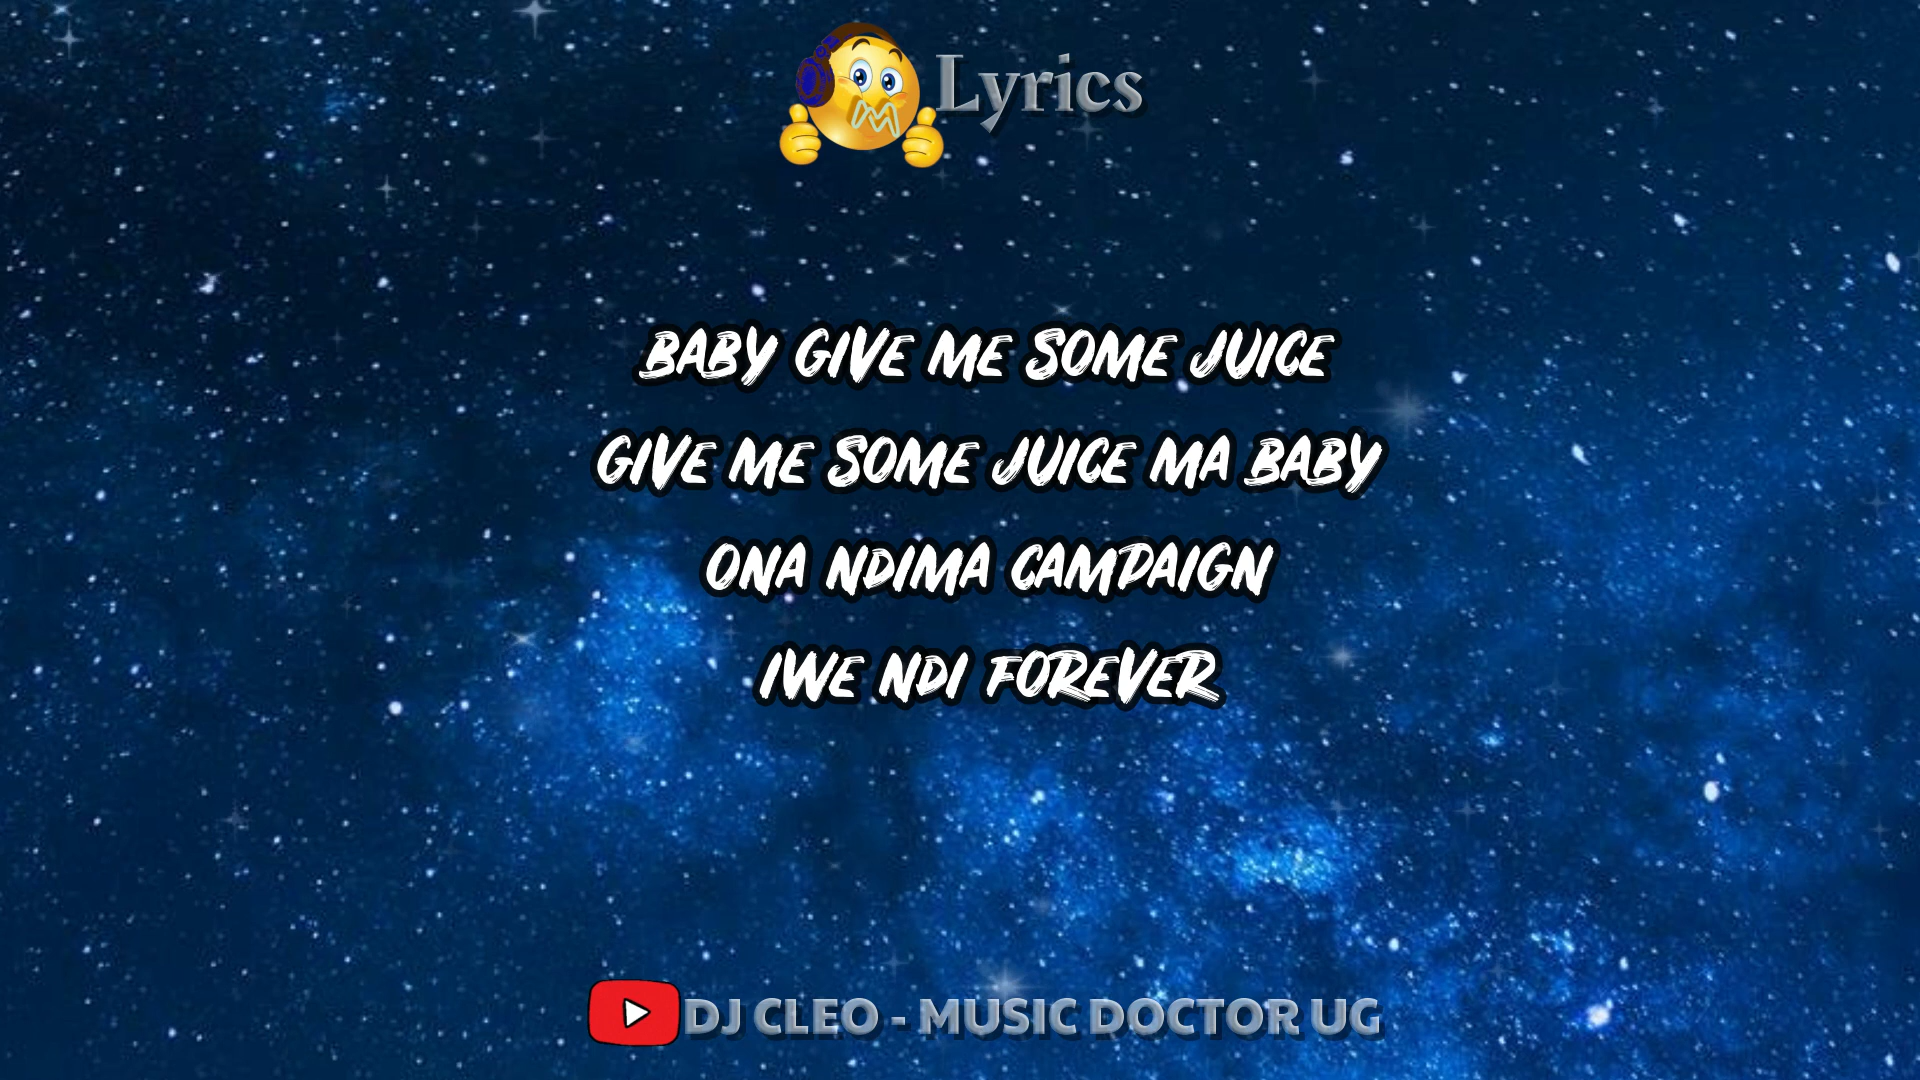 Lyrics
BABY GIVE ME SOME JUICE
GIVE ME SOME JUICE MA BABY
ONA NDIMA CAMPAIGN
IWE NDI FOREVER
DJ CLEO - MUSIC DOCTOR UG